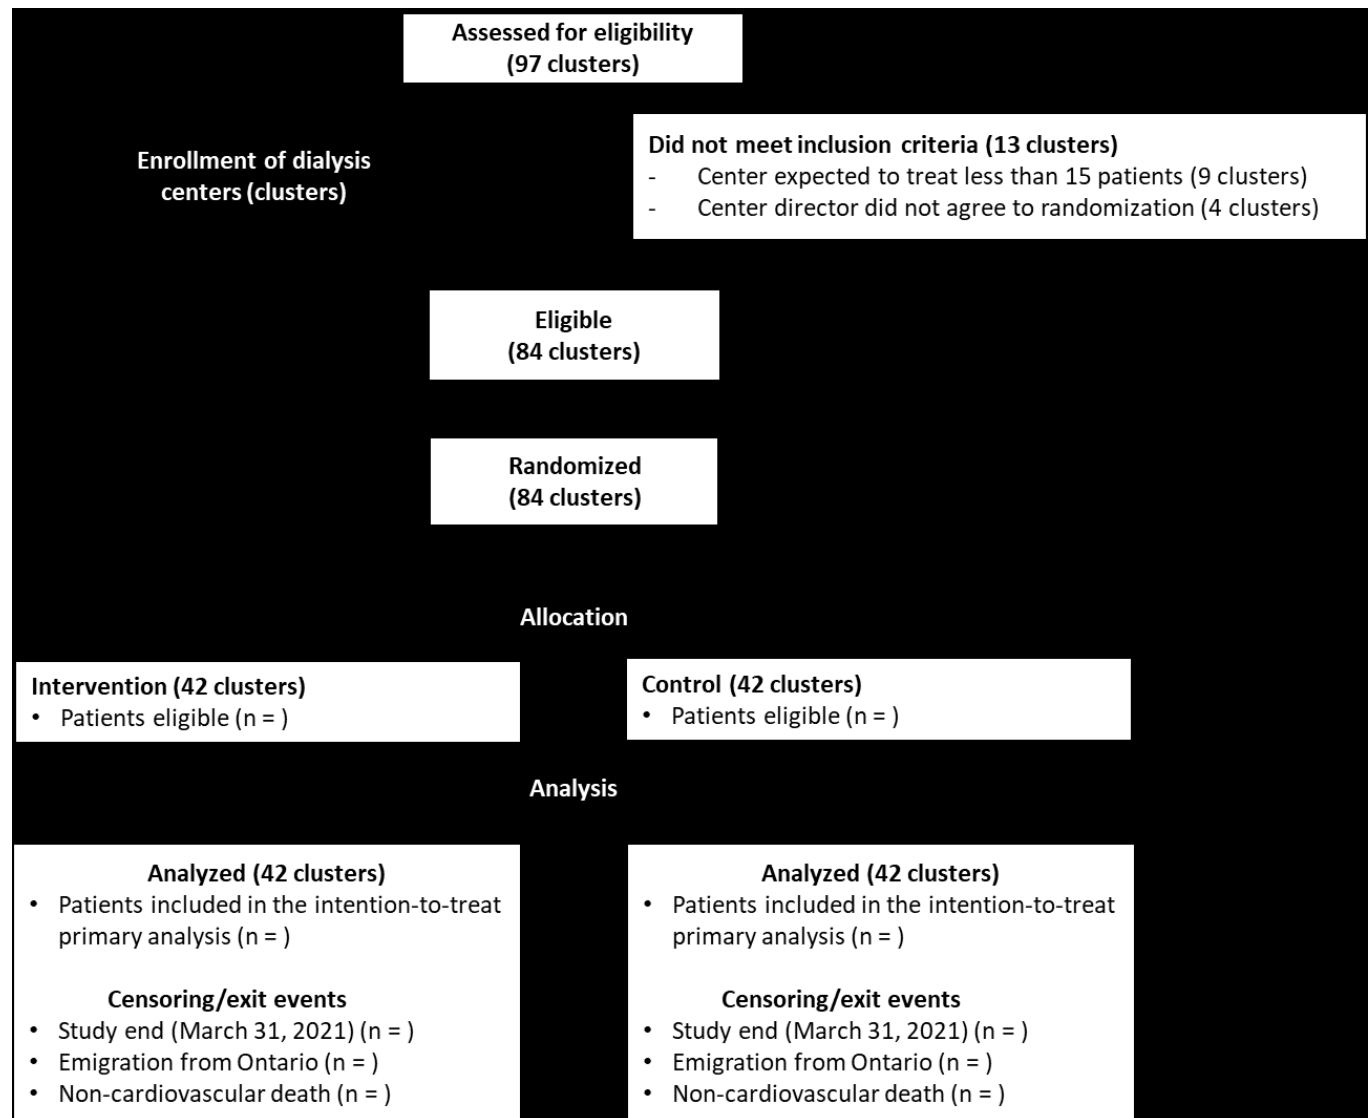 Assessed for eligibility
(97 clusters)
Enrollment of dialysis
centers (clusters)
Did not meet inclusion criteria (13 clusters)
- Center expected to treat less than 15 patients (9 clusters)
- Center director did not agree to randomization (4 clusters)
Eligible
(84 clusters)
Randomized
(84 clusters)
Allocation
Intervention (42 clusters)
• Patients eligible (n = )
Control (42 clusters)
• Patients eligible (n = )
Analysis
Analyzed (42 clusters)
• Patients included in the intention-to-treat
primary analysis (n = )
Censoring/exit events
• Study end (March 31, 2021) (n = )
• Emigration from Ontario (n = )
• Non-cardiovascular death (n = )
Analyzed (42 clusters)
• Patients included in the intention-to-treat
primary analysis (n = )
Censoring/exit events
• Study end (March 31, 2021) (n = )
• Emigration from Ontario (n = )
• Non-cardiovascular death (n = )